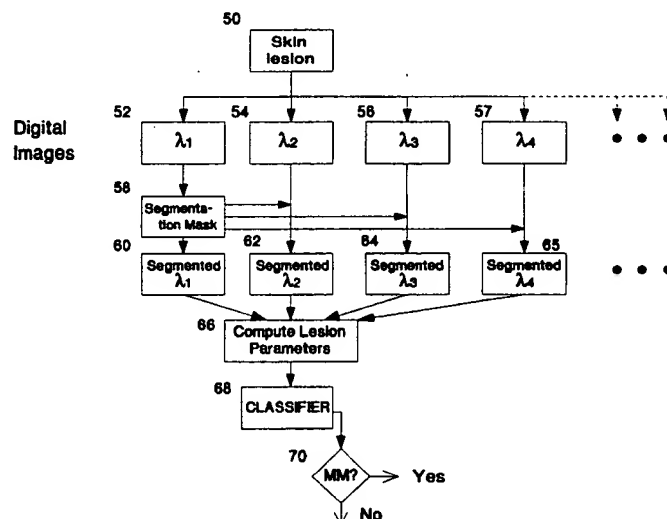 50
Skin
lesion
52
54
56
57
Digital
Images
λ1
λ2
λ3
λ4
58
Segmenta-
tion Mask
60
62
64
65
Segmented
λ1
Segmented
λ2
Segmented
λ3
Segmented
λ4
66
Compute Lesion
Parameters
68
CLASSIFIER
70
MM?
Yes
No